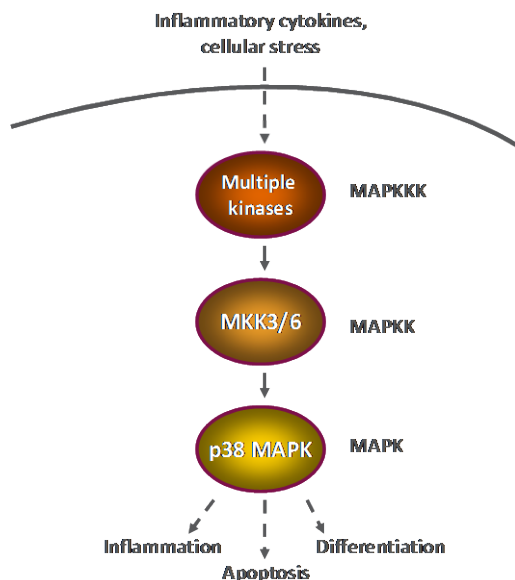 Inflammatory cytokines,
cellular stress
Multiple
kinases
MAPKKK
MKK3/6
MAPKK
p38 MAPK
MAPK
Inflammation
Differentiation
Apoptosis